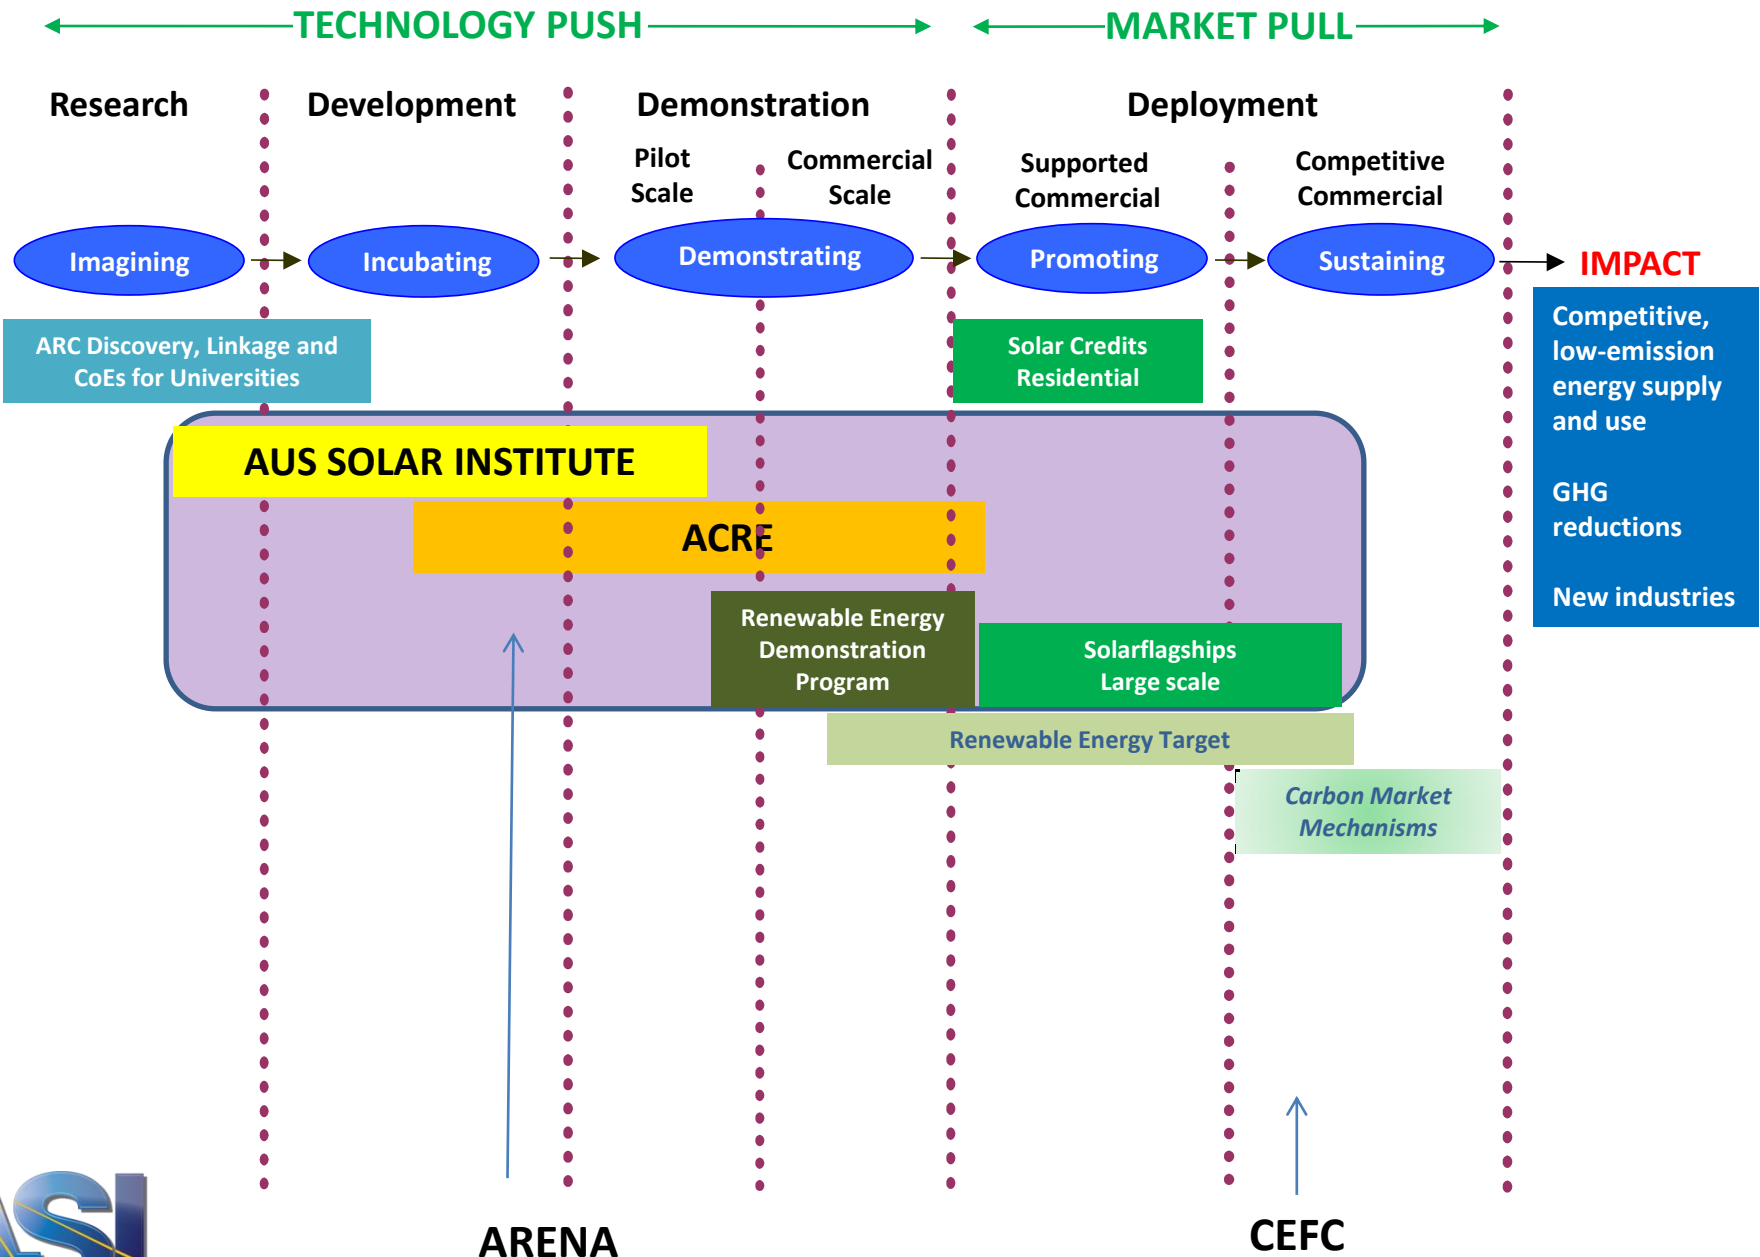 TECHNOLOGY PUSH
MARKET PULL
Research
Development
Demonstration
Deployment
Pilot
Scale
Commercial
Scale
Supported
Commercial
Competitive
Commercial
Imagining
Incubating
Demonstrating
Promoting
Sustaining
IMPACT
ARC Discovery, Linkage and
CoEs for Universities
Solar Credits
Residential
Competitive,
low-emission
energy supply
and use
GHG
reductions
New industries
AUS SOLAR INSTITUTE
ACRE
Renewable Energy
Demonstration
Program
Solarflagships
Large scale
Renewable Energy Target
Carbon Market
Mechanisms
ASI
ARENA
CEFC